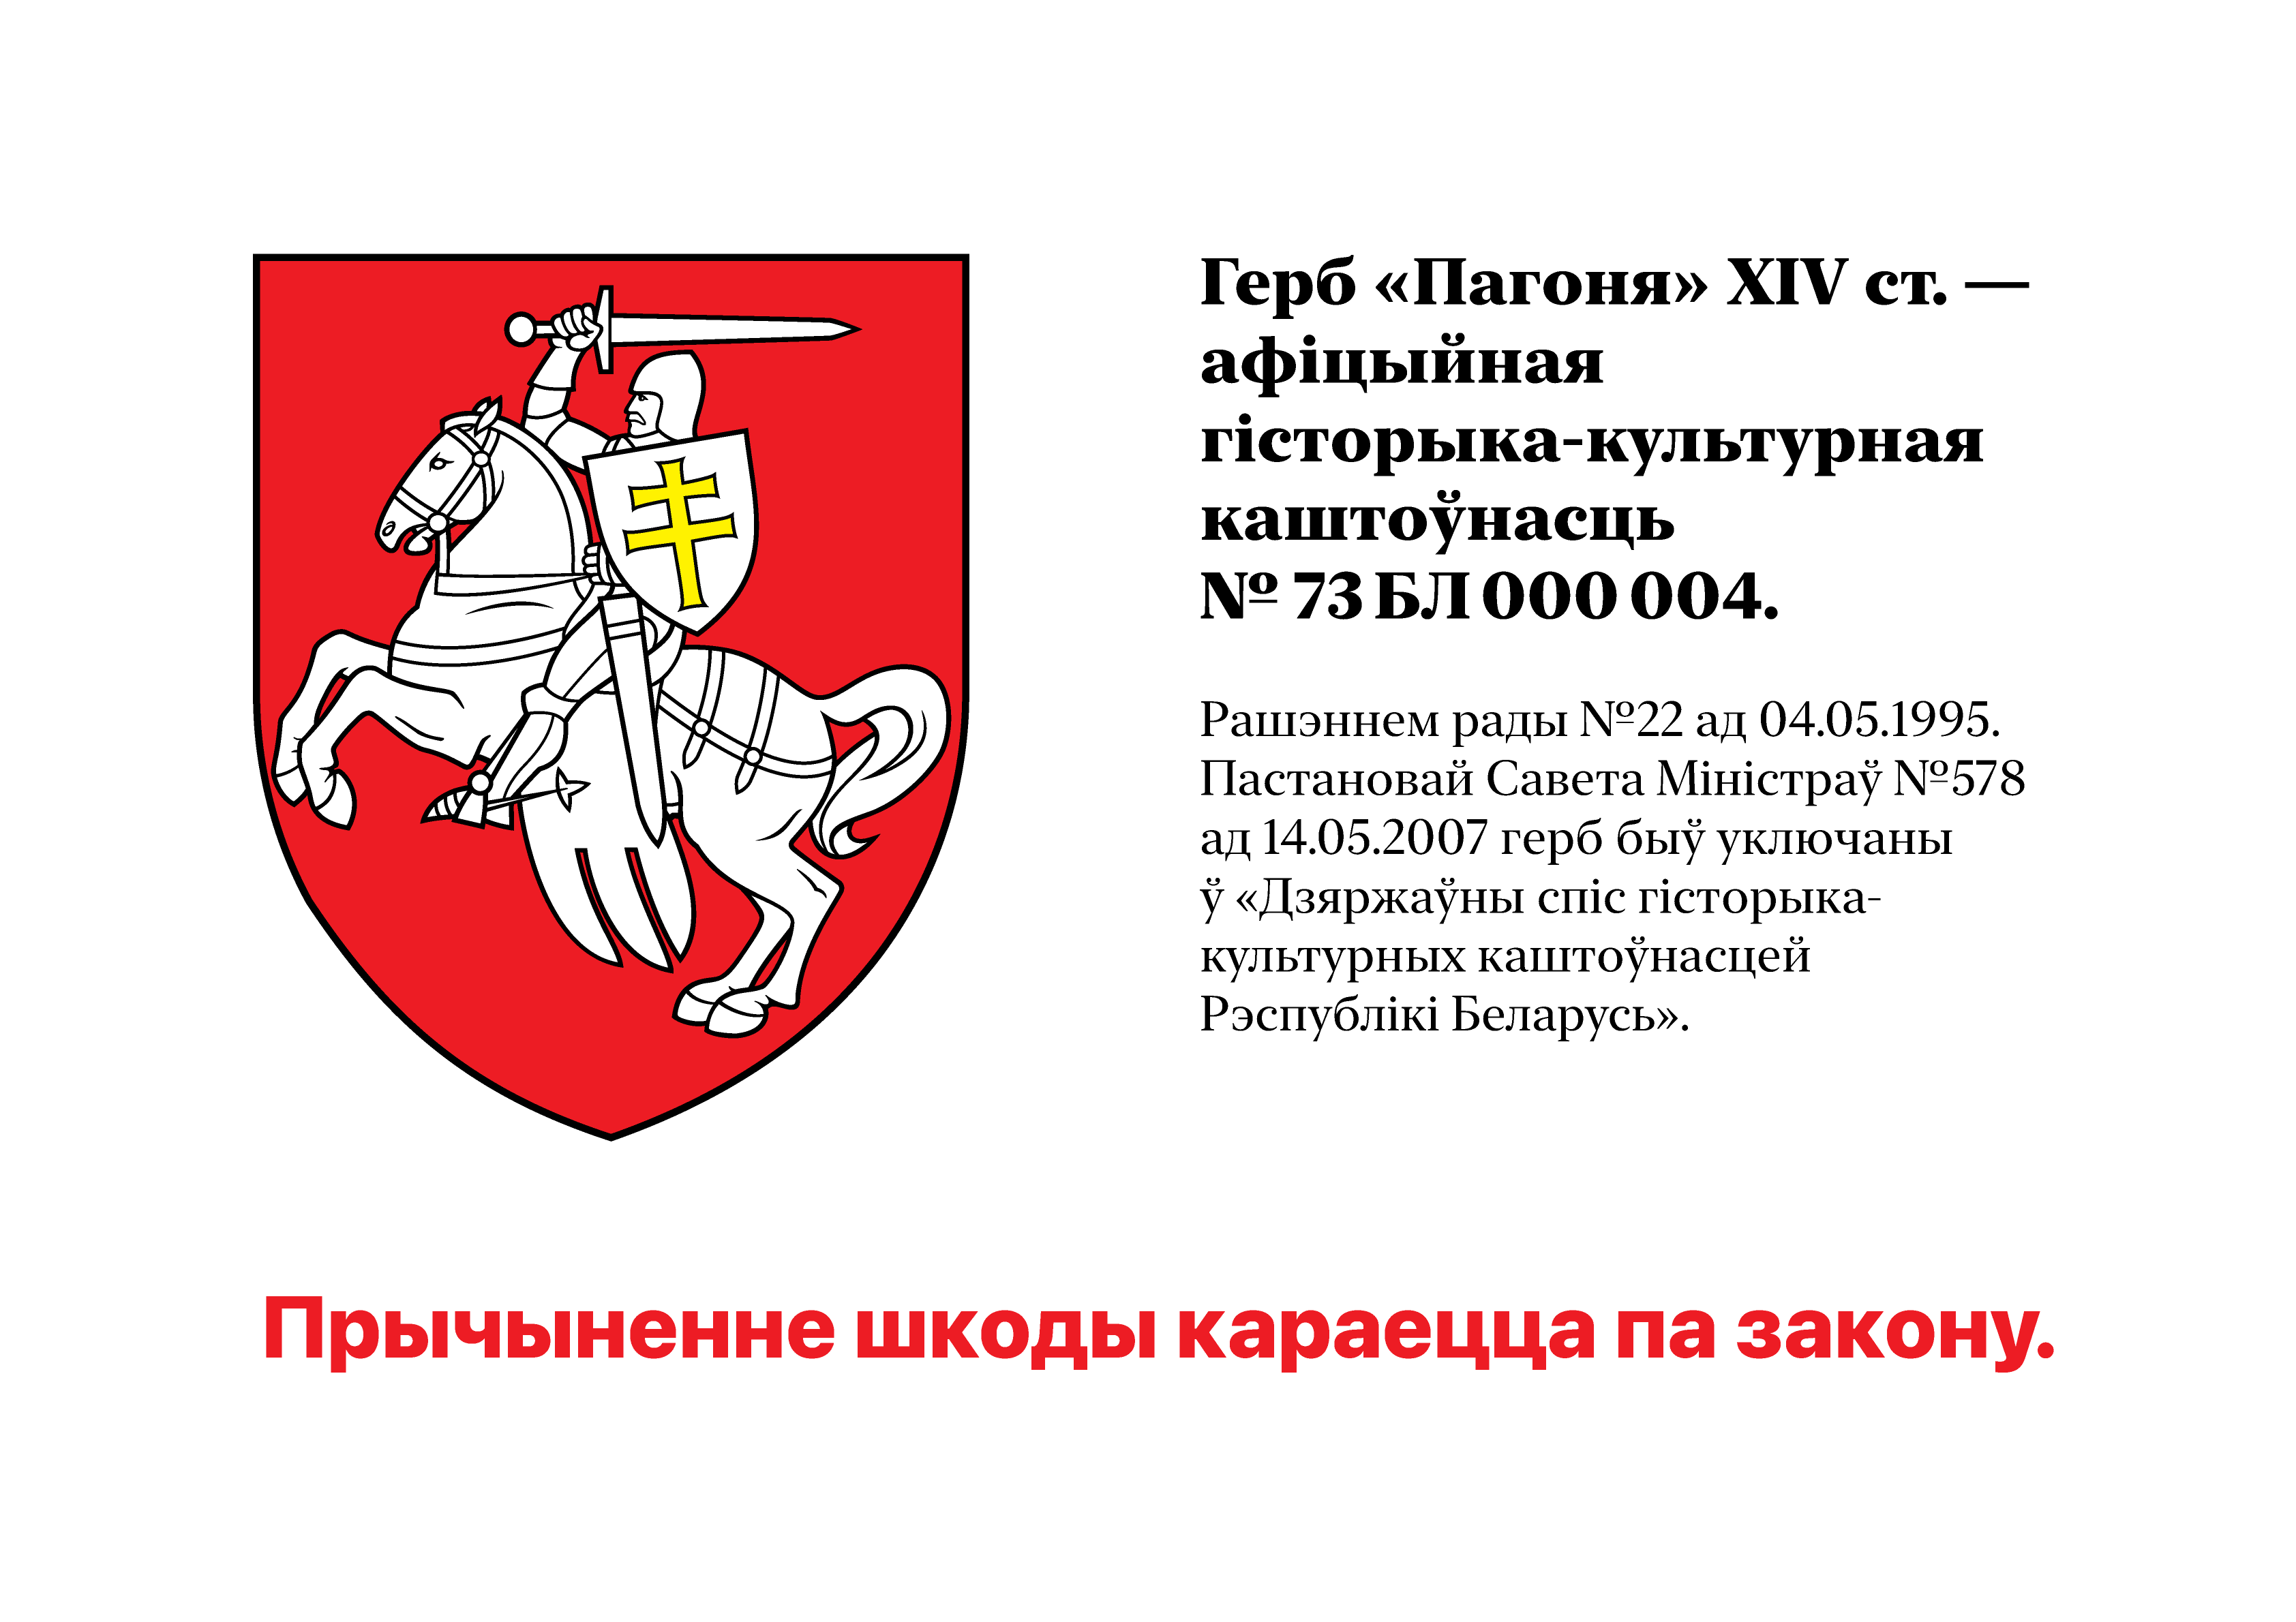 Герб «Пагоня» XIV ст. —
афіцыйная
гісторыка-культурная
каштоўнасць
№ 73 БЛ 000 004.
Рашэннем рады №22 ад 04.05.1995.
Пастановай Савета Міністраў №578
ад 14.05.2007 герб быў уключаны
ў «Дзяржаўны спіс гісторыка-
культурных каштоўнасцей
Рэспублікі Беларусь».
Прычыненне шкоды караецца па закону.